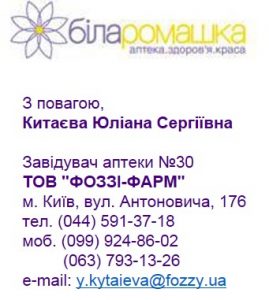 біларомашка
аптека.здоров'я.краса
З повагою,
Китаєва Юліана Сергіївна
Завідувач аптеки №30
ТОВ "ФОЗЗІ-ФАРМ"
м. Київ, вул. Антоновича, 176
тел. (044) 591-37-18
моб. (099) 924-86-02
(063) 793-13-26
e-mail: y.kytaieva@fozzy.ua